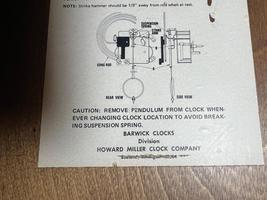 NOTE: Strike hammer should be 1/8" away from rod when at rest.
SUSPENSION
SPRING
GONG ROD
REAR VIEW
SIDE VIEW
CAUTION: REMOVE PENDULUM FROM CLOCK WHEN-
EVER CHANGING CLOCK LOCATION TO AVOID BREAK-
ING SUSPENSION SPRING.
BARWICK CLOCKS
Division
HOWARD MILLER CLOCK COMPANY